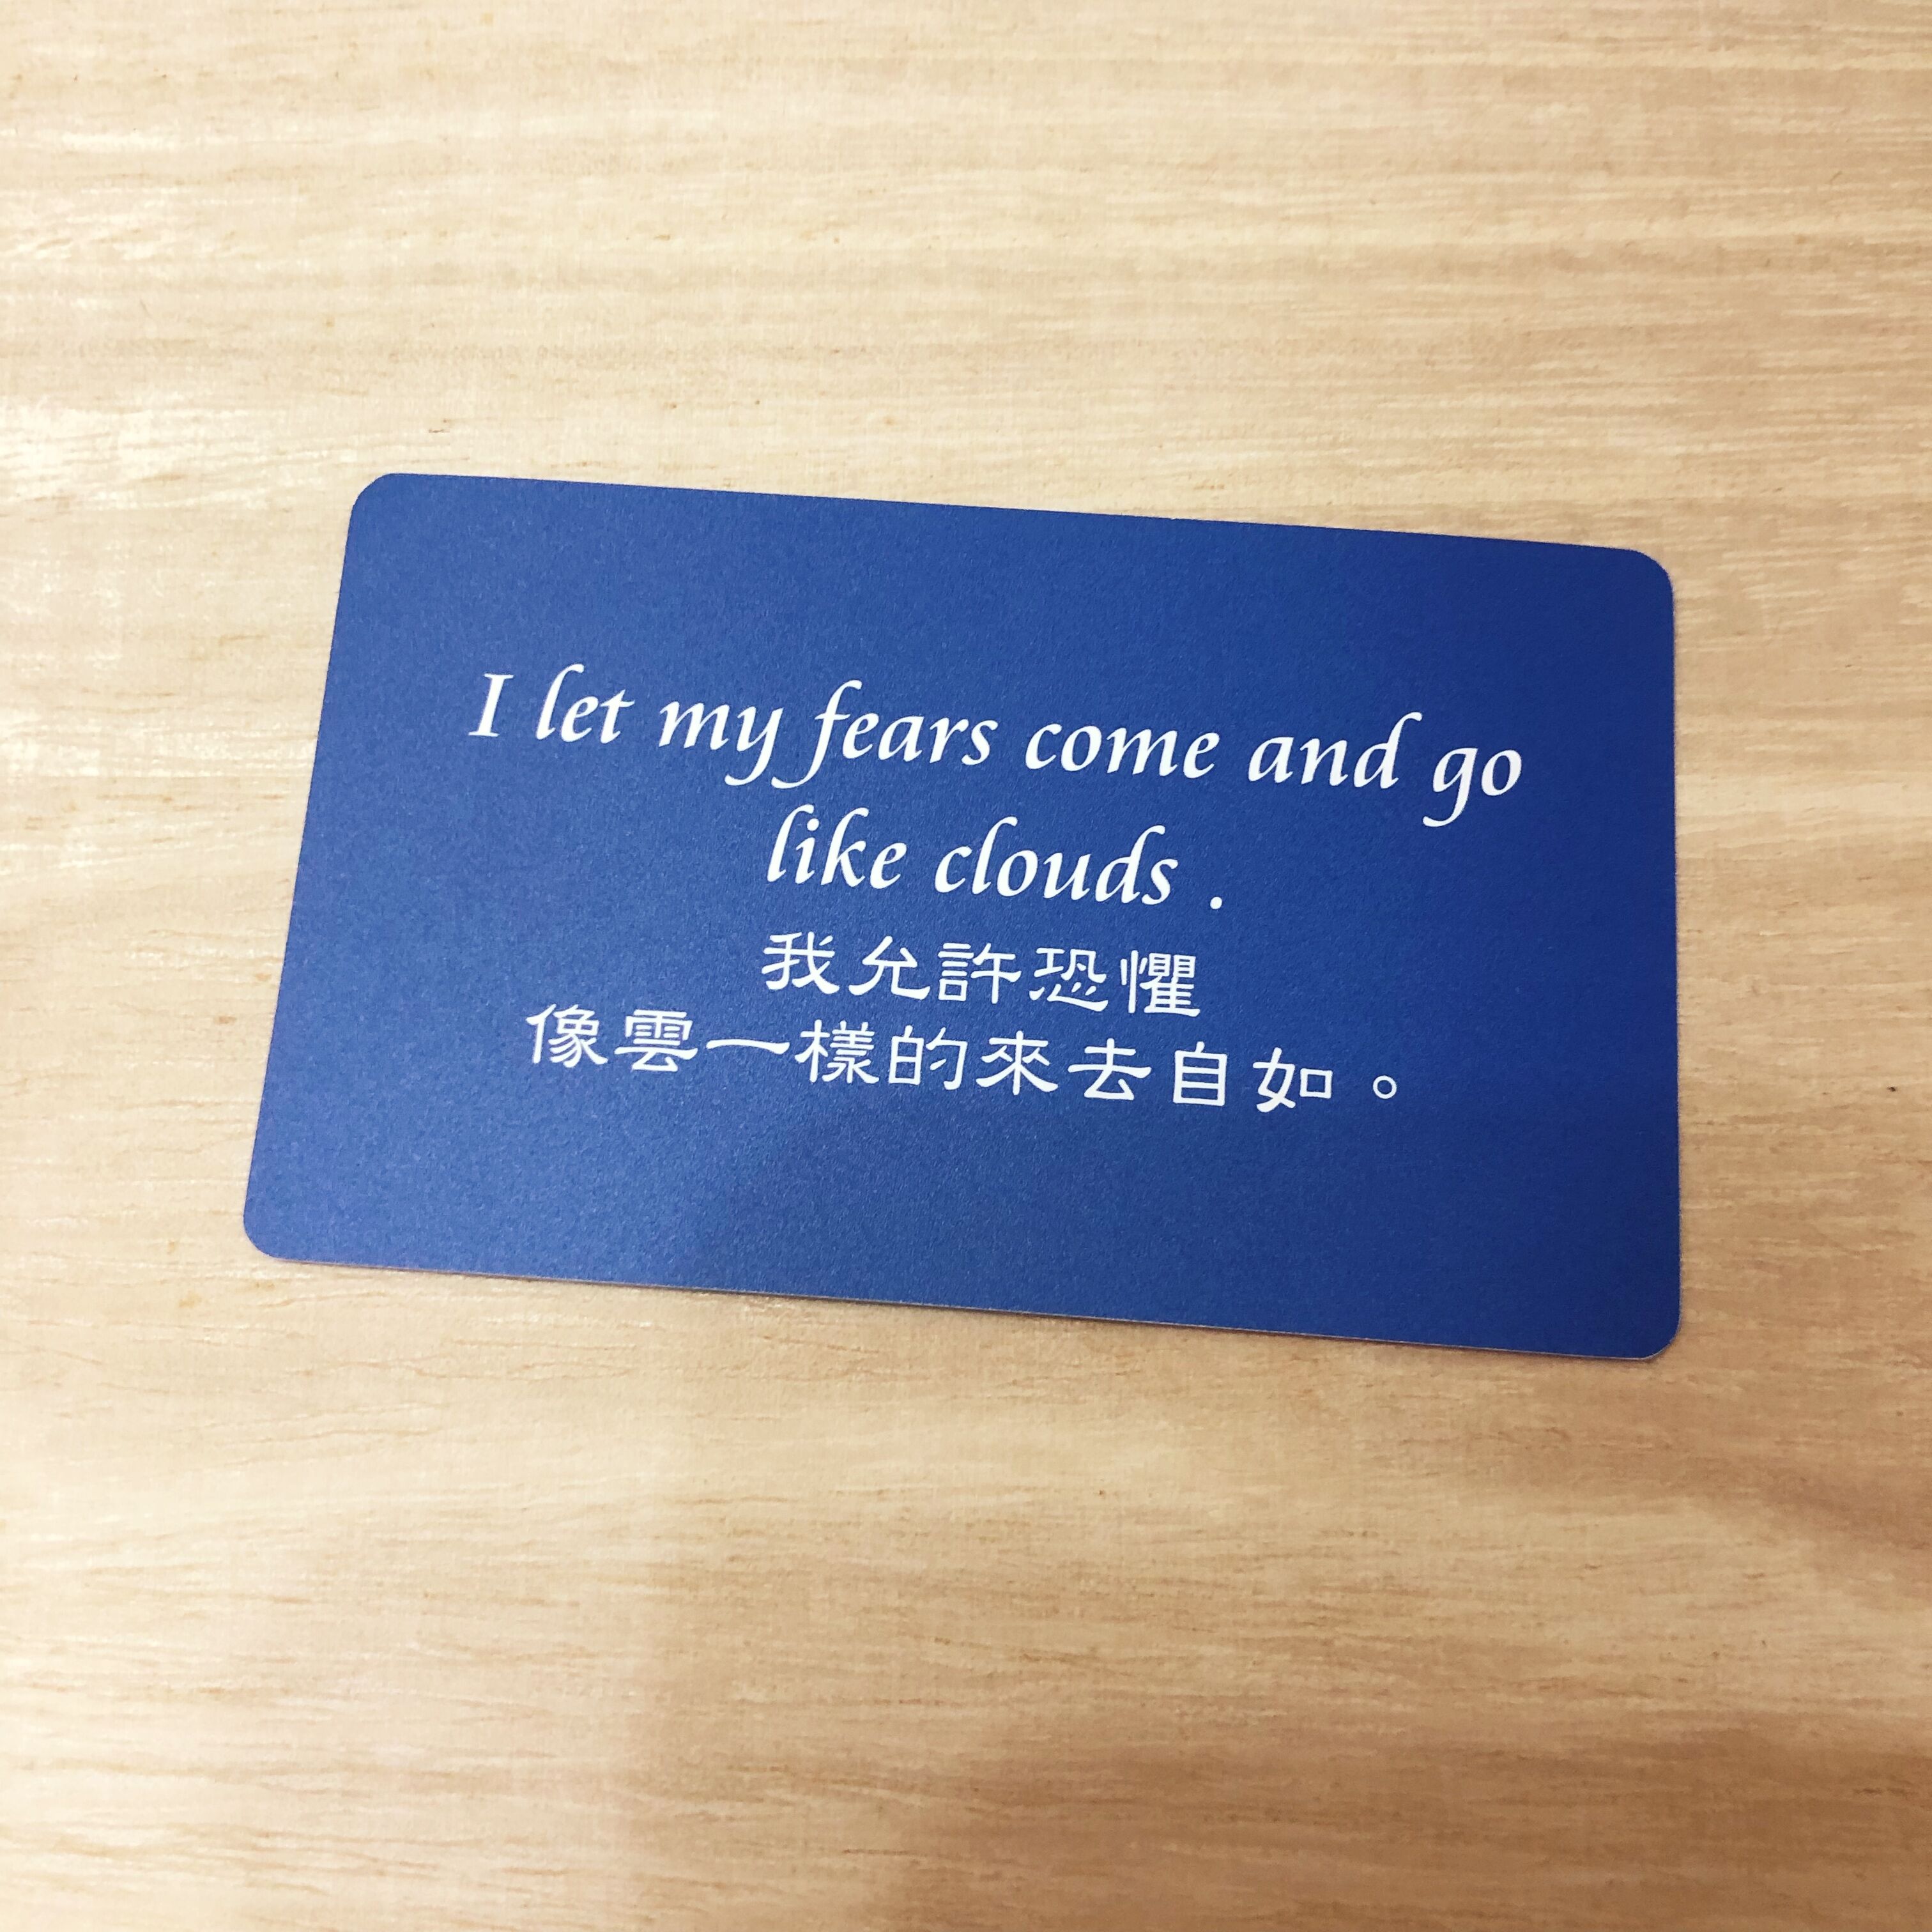 I let my fears come and go
like clouds .
我允許恐懼
像雲一樣的來去自如。